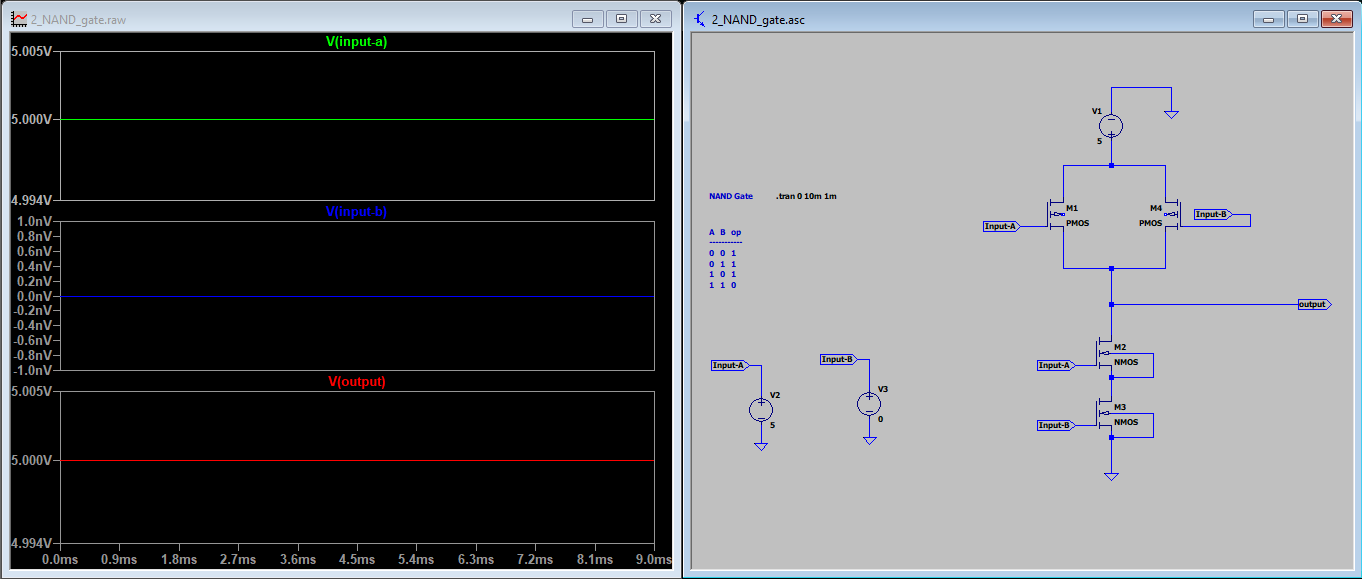 2_NAND_gate.raw
V(input-a)
5.005V
5.000V
4.994V
V(input-b)
1.0nV
0.8nV
0.6nV
0.4nV
0.2nV
0.0nV
-0.2nV
-0.4nV
-0.6nV
-0.8nV
-1.0nV
V(output)
5.005V
5.000V
4.994V
0.0ms 0.9ms 1.8ms 2.7ms 3.6ms 4.5ms 5.4ms 6.3ms 7.2ms 8.1ms 9.0ms
2_NAND_gate.asc
V1
5
NAND Gate .tran 0 10m 1m
A B op
-----------
0 0 1
0 1 1
1 0 1
1 1 0
Input-A
M1
PMOS
M4
PMOS
Input-B
output
Input-A
V2
5
Input-B
V3
0
Input-A
M2
NMOS
Input-B
M3
NMOS